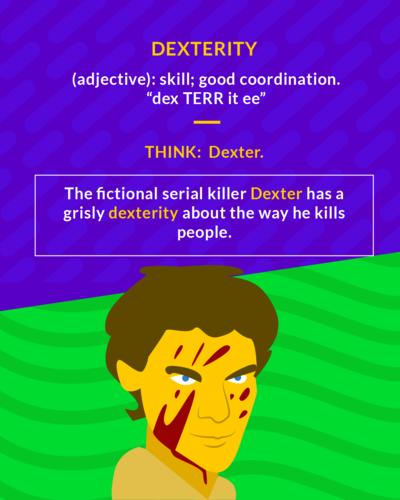 DEXTERITY
(adjective): skill; good coordination.
“dex TERR it ee”
THINK: Dexter.
The fictional serial killer Dexter has a
grisly dexterity about the way he kills
people.